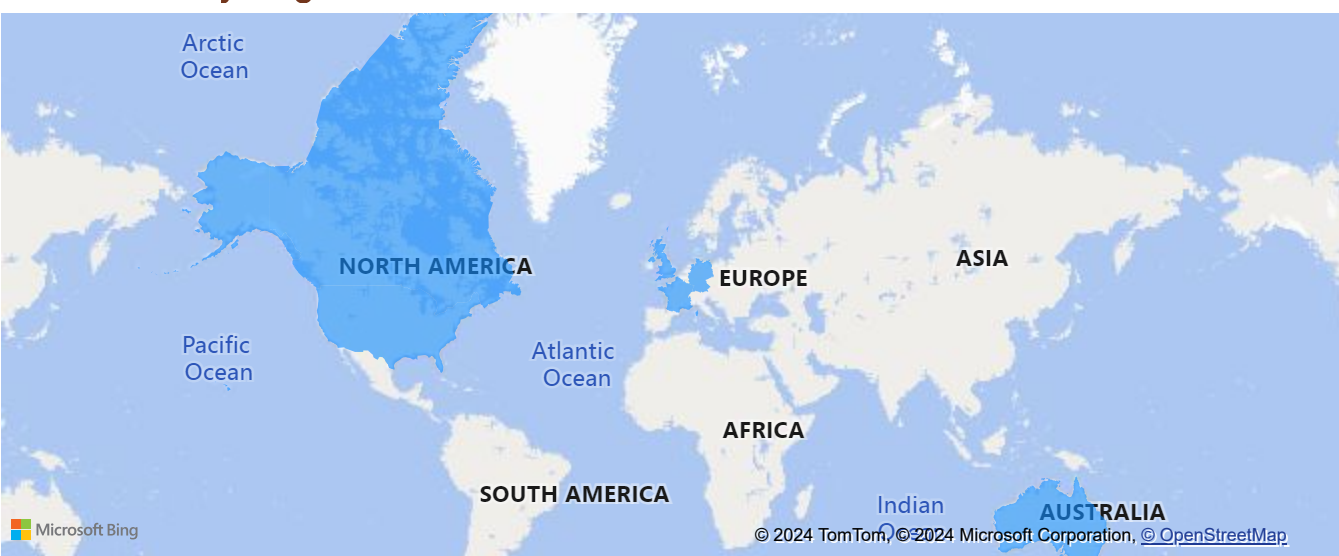 Arctic
Ocean
NORTH AMERICA
EUROPE
ASIA
Pacific
Ocean
Atlantic
Ocean
AFRICA
SOUTH AMERICA
Indian
Ocean
AUSTRALIA
Microsoft Bing
© 2024 TomTom, © 2024 Microsoft Corporation, © OpenStreetMap